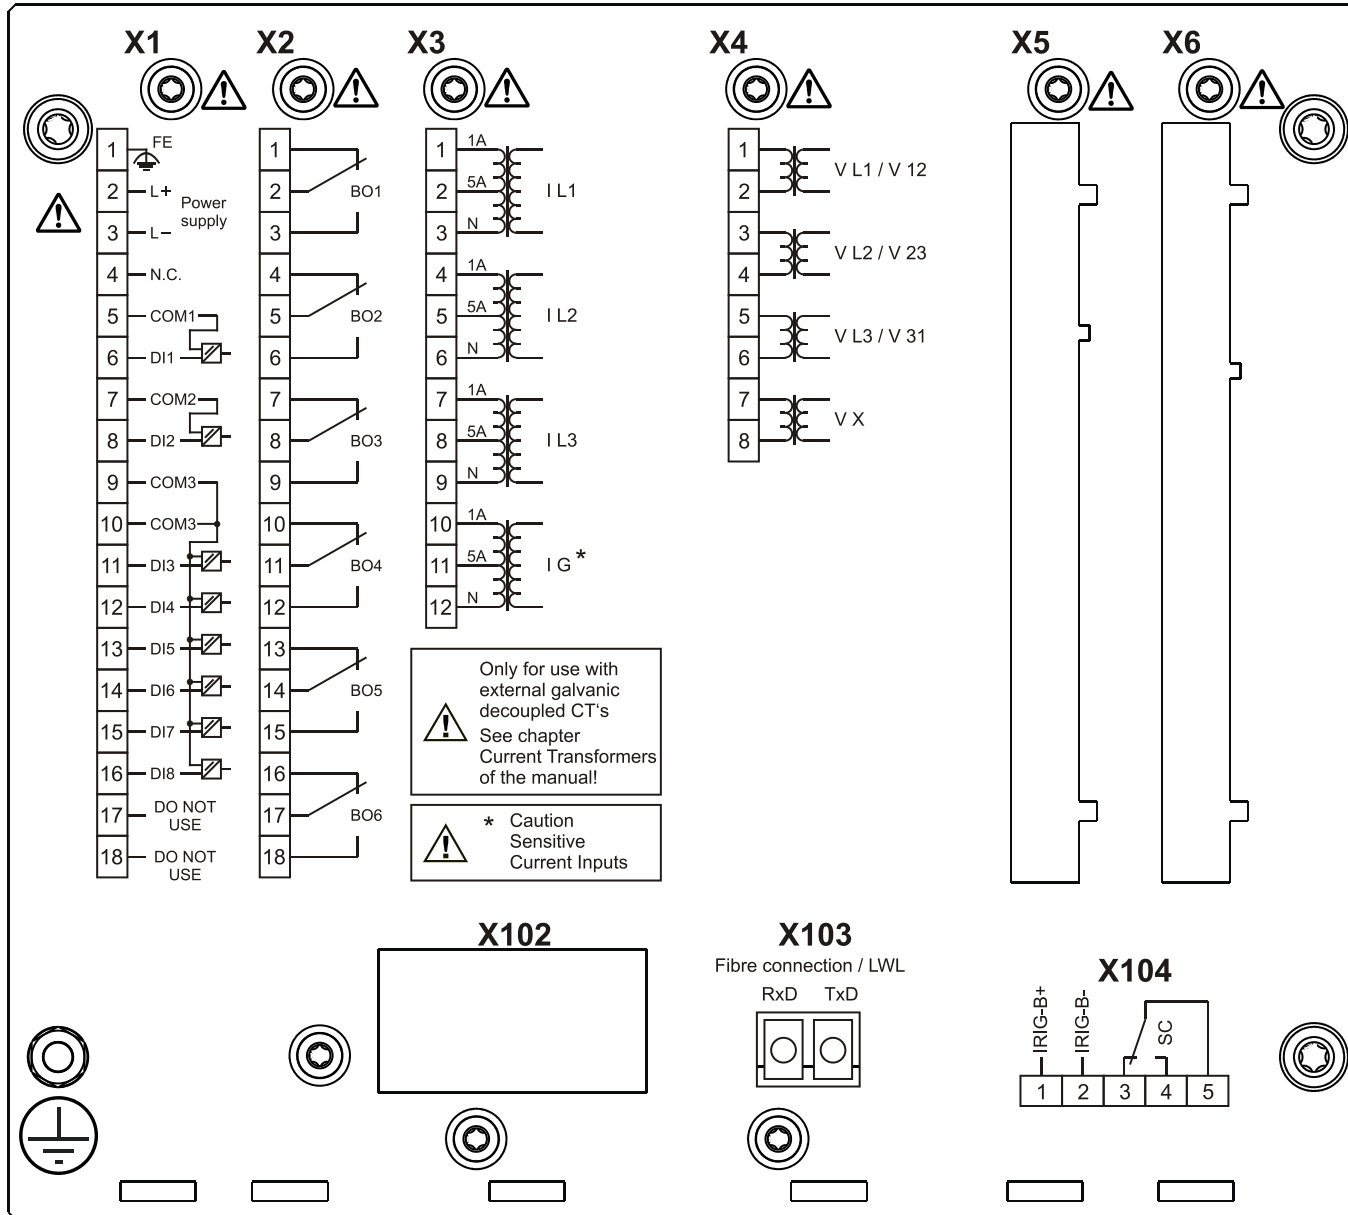 X1 X2 X3 X4 X5 X6
1 FE
2 L+
Power
supply
3 L−
4 N.C.
5 COM1
6 DI1
7 COM2
8 DI2
9 COM3
10 COM3
11 DI3
12 DI4
13 DI5
14 DI6
15 DI7
16 DI8
17 DO NOT
USE
18 DO NOT
USE
1
2 BO1
3
4
5 BO2
6
7
8 BO3
9
10
11 BO4
12
13
14 BO5
15
16
17 BO6
18
1 1A
2 5A I L1
3 N
4 1A
5 5A I L2
6 N
7 1A
8 5A I L3
9 N
10 1A
11 5A I G *
12 N
Only for use with
external galvanic
decoupled CT‘s
See chapter
Current Transformers
of the manual!
* Caution
Sensitive
Current Inputs
1
V L1 / V 12
2
3
V L2 / V 23
4
5
V L3 / V 31
6
7
V X
8
X102
X103
Fibre connection / LWL
RxD TxD
X104
IRIG-B+
IRIG-B-
SC
1 2 3 4 5